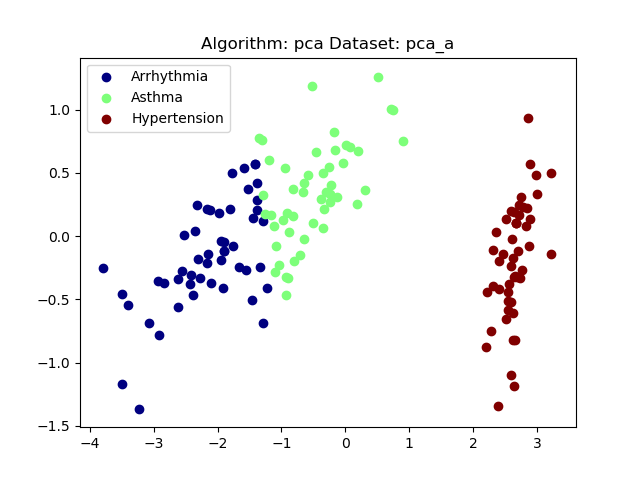 Algorithm: pca Dataset: pca_a
Arrhythmia
Asthma
Hypertension
1.0
0.5
0.0
−0.5
−1.0
−1.5
−4 −3 −2 −1 0 1 2 3